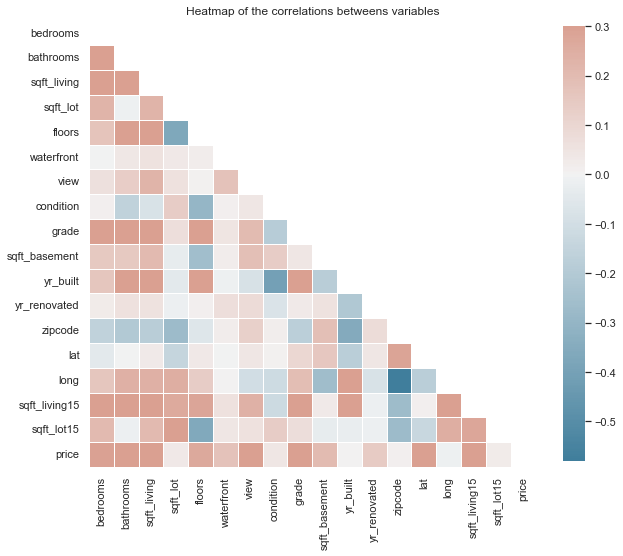 Heatmap of the correlations betweens variables
bedrooms
bathrooms
sqft_living
sqft_lot
floors
waterfront
view
condition
grade
sqft_basement
yr_built
yr_renovated
zipcode
lat
long
sqft_living15
sqft_lot15
price
bedrooms
bathrooms
sqft_living
sqft_lot
floors
waterfront
view
condition
grade
sqft_basement
yr_built
yr_renovated
zipcode
lat
long
sqft_living15
sqft_lot15
price
0.3
0.2
0.1
0.0
−0.1
−0.2
−0.3
−0.4
−0.5